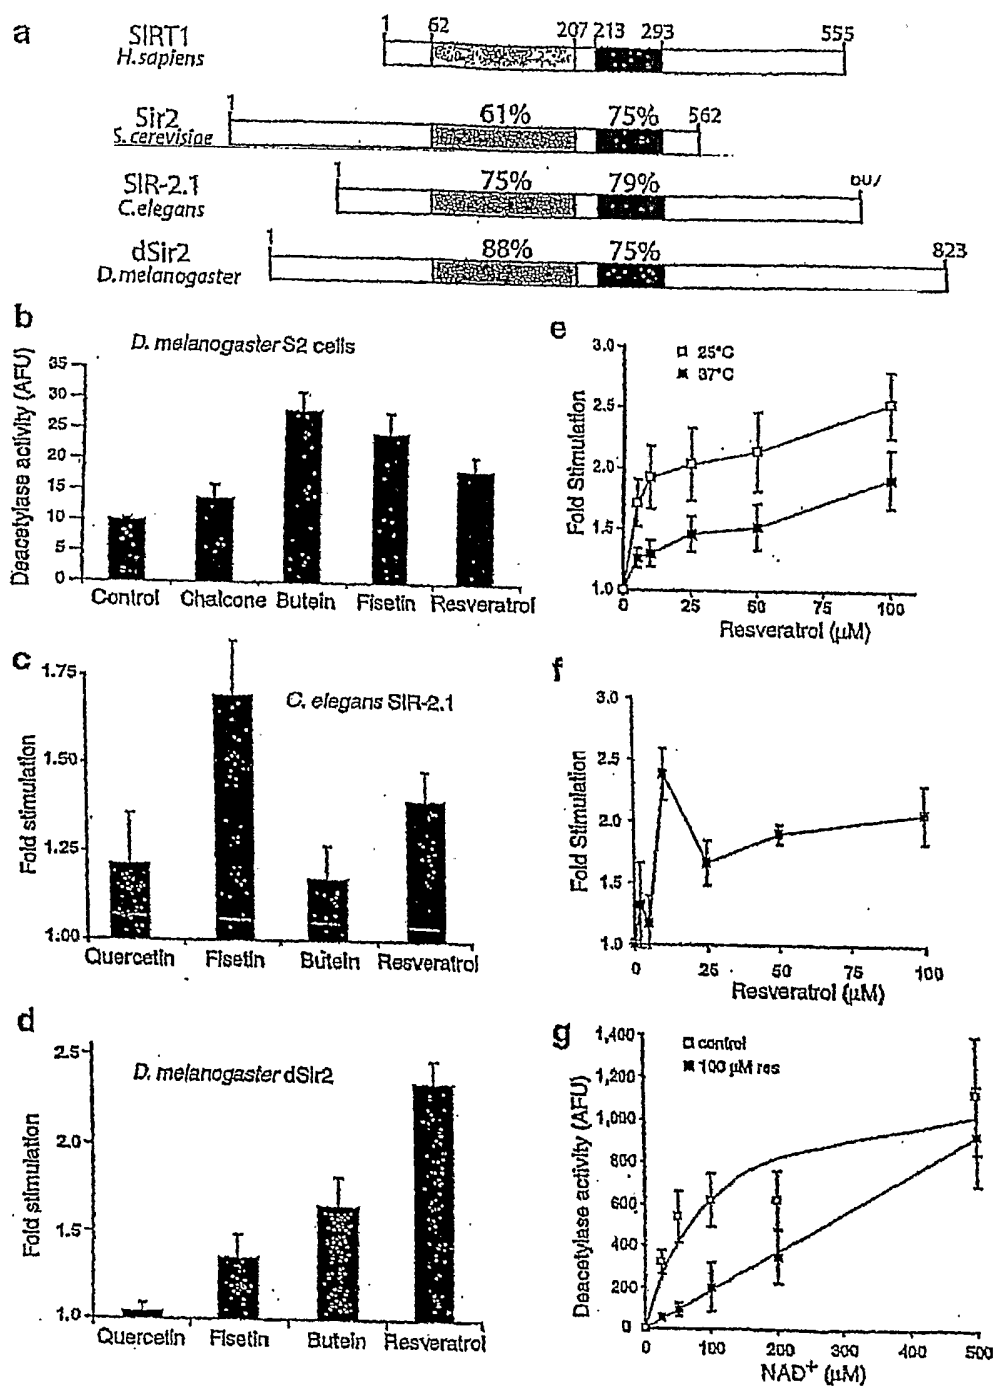 a
SIRT1
H.sapiens
1 62 207 213 293 555
Sir2
S. cerevisiae
1 61% 75% 562
SIR-2.1
C.elegans
1 75% 79% 607
dSir2
D. melanogaster
1 88% 75% 823
b
D. melanogaster S2 cells
Deacetylase activity (AFU)
35
30
25
20
15
10
5
0
Control Chalcone Butein Fisetin Resveratrol
e
25°C
37°C
Fold Stimulation
3.0
2.5
2.0
1.5
1.0
0 25 50 75 100
Resveratrol (µM)
c
C. elegans SIR-2.1
Fold stimulation
1.75
1.50
1.25
1.00
Quercetin Fisetin Butein Resveratrol
f
Fold Stimulation
3.0
2.5
2.0
1.5
1.0
0 25 50 75 100
Resveratrol (µM)
d
D. melanogaster dSir2
Fold stimulation
2.5
2.0
1.5
1.0
Quercetin Fisetin Butein Resveratrol
g
control
100 µM res
Deacetylase activity (AFU)
1,400
1,200
1,000
800
600
400
200
0
0 100 200 300 400 500
NAD+ (µM)